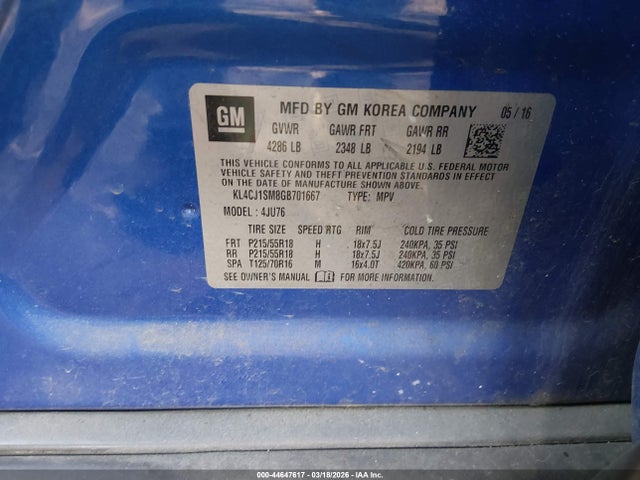 GM
MFD BY GM KOREA COMPANY 05 / 16
GVWR GAWR FRT GAWR RR
4286 LB 2348 LB 2194 LB
THIS VEHICLE CONFORMS TO ALL APPLICABLE U.S. FEDERAL MOTOR
VEHICLE SAFETY AND THEFT PREVENTION STANDARDS IN EFFECT
ON THE DATE OF MANUFACTURE SHOWN ABOVE.
KL4CJ1SM8GB701667 TYPE: MPV
MODEL : 4JU76
TIRE SIZE SPEED RTG RIM COLD TIRE PRESSURE
FRT P215/55R18 H 18x7.5J 240KPA, 35 PSI
RR P215/55R18 H 18x7.5J 240KPA, 35 PSI
SPA T125/70R16 M 16x4.0T 420KPA, 60 PSI
SEE OWNER'S MANUAL FOR MORE INFORMATION.
000-44647617 | 03/18/2026 - IAA Inc.